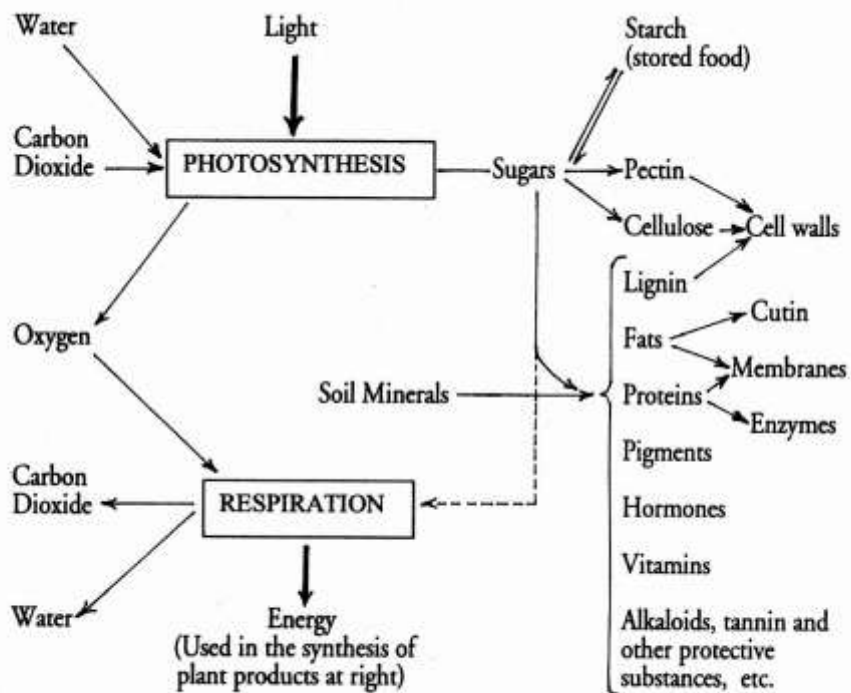 Water
Light
Starch
(stored food)
Carbon
Dioxide
PHOTOSYNTHESIS
Sugars
Pectin
Cellulose
Cell walls
Lignin
Oxygen
Fats
Cutin
Membranes
Soil Minerals
Proteins
Enzymes
Pigments
Carbon
Dioxide
RESPIRATION
Hormones
Vitamins
Water
Energy
(Used in the synthesis of
plant products at right)
Alkaloids, tannin and
other protective
substances, etc.